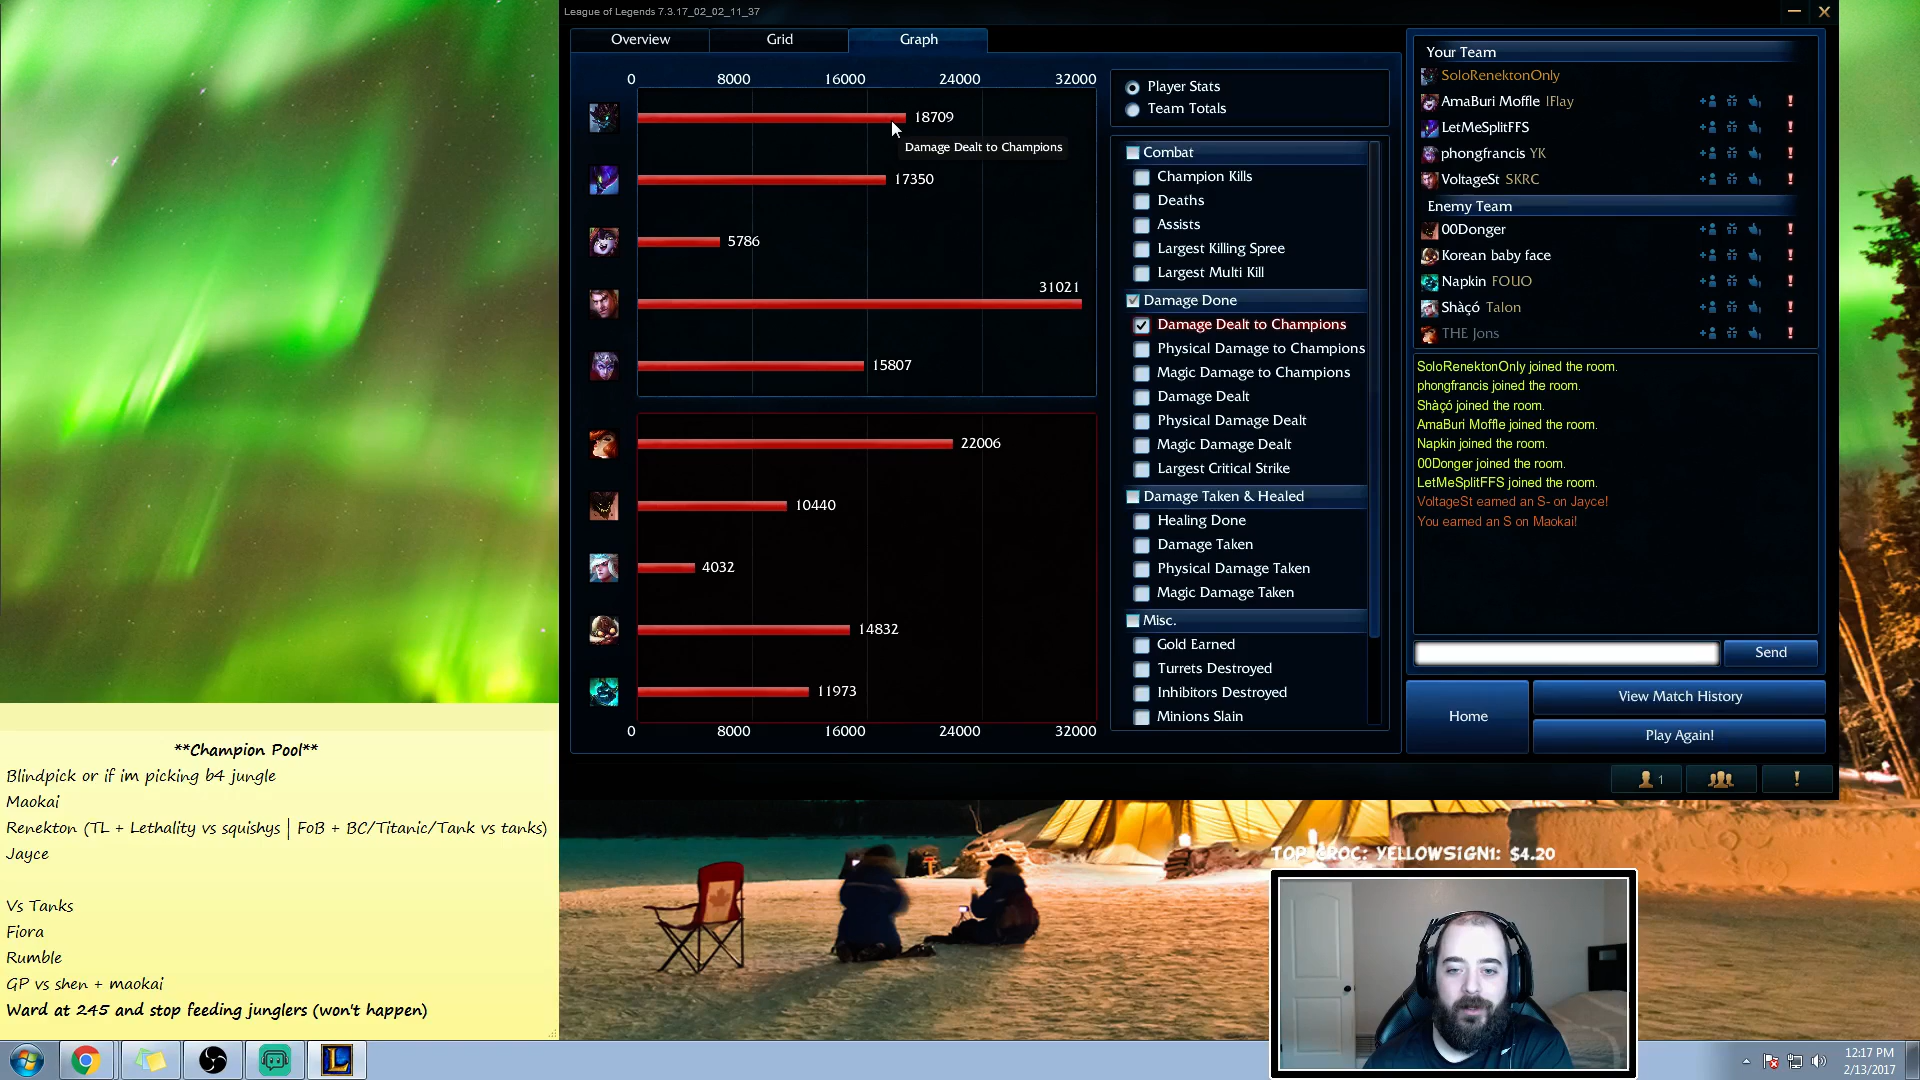 League of Legends 7.3.17_02_02_11_37
Overview
Grid
Graph
0 8000 16000 24000 32000
18709
Damage Dealt to Champions
17350
5786
31021
15807
22006
10440
4032
14832
11973
0 8000 16000 24000 32000
Player Stats
Team Totals
Combat
Champion Kills
Deaths
Assists
Largest Killing Spree
Largest Multi Kill
Damage Done
Damage Dealt to Champions
Physical Damage to Champions
Magic Damage to Champions
Damage Dealt
Physical Damage Dealt
Magic Damage Dealt
Largest Critical Strike
Damage Taken & Healed
Healing Done
Damage Taken
Physical Damage Taken
Magic Damage Taken
Misc.
Gold Earned
Turrets Destroyed
Inhibitors Destroyed
Minions Slain
Your Team
SoloRenektonOnly
AmaBuri Moffle IFlay
LetMeSplitFFS
phongfrancis YK
VoltageSt SKRC
Enemy Team
00Donger
Korean baby face
Napkin FOUO
Shàçó Talon
THE Jons
SoloRenektonOnly joined the room.
phongfrancis joined the room.
Shàçó joined the room.
AmaBuri Moffle joined the room.
Napkin joined the room.
00Donger joined the room.
LetMeSplitFFS joined the room.
VoltageSt earned an S- on Jayce!
You earned an S on Maokai!
Send
Home
View Match History
Play Again!
1
**Champion Pool**
Blindpick or if im picking b4 jungle
Maokai
Renekton (TL + Lethality vs squishys | FoB + BC/Titanic/Tank vs tanks)
Jayce
Vs Tanks
Fiora
Rumble
GP vs shen + maokai
Ward at 245 and stop feeding junglers (won't happen)
TOP CROC: YELLOWSIGN1: $4.20
12:17 PM
2/13/2017